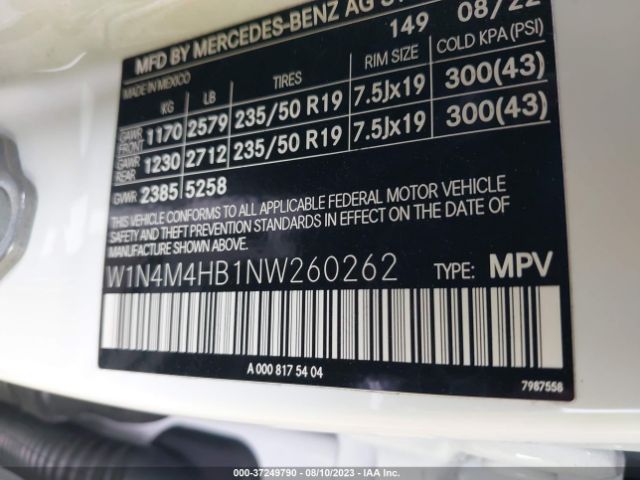 MFD BY MERCEDES-BENZ AG
149 08/22
MADE IN MEXICO
KG LB TIRES RIM SIZE COLD KPA (PSI)
GAWR FRONT 1170 2579 235/50 R19 7.5Jx19 300(43)
GAWR REAR 1230 2712 235/50 R19 7.5Jx19 300(43)
GVWR 2385 5258
THIS VEHICLE CONFORMS TO ALL APPLICABLE FEDERAL MOTOR VEHICLE
SAFETY AND THEFT PREVENTION STANDARDS IN EFFECT ON THE DATE OF
MANUFACTURE SHOWN ABOVE.
W1N4M4HB1NW260262 TYPE: MPV
A 000 817 54 04
7987558
000-37249790 - 08/10/2023 - IAA Inc.